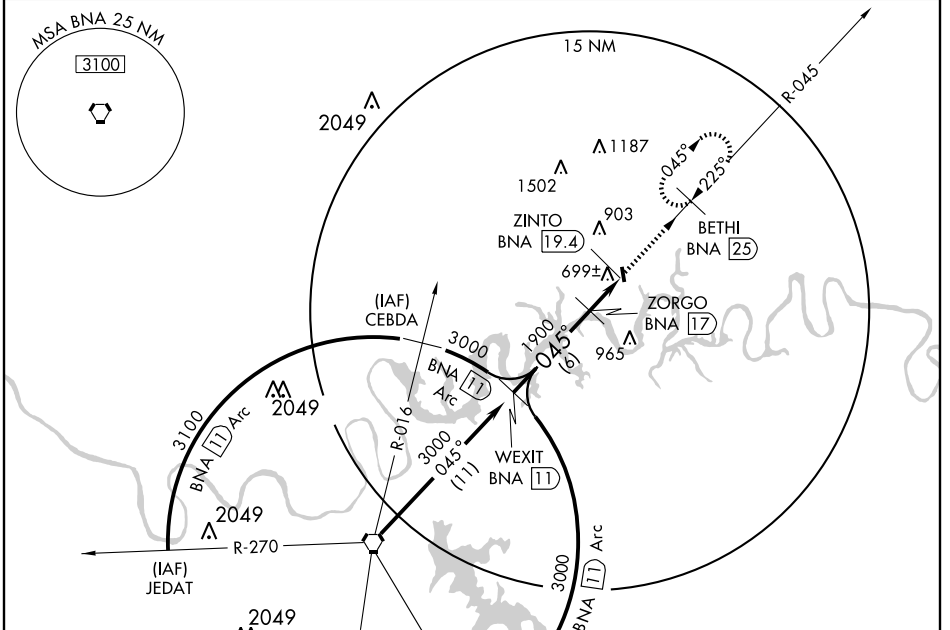 MSA BNA 25 NM
3100
15 NM
R-045
2049
1187
1502
045°
225°
ZINTO
BNA 19.4
903
BETHI
BNA 25
699±
(IAF)
CEBDA
ZORGO
BNA 17
3000
1900
045°
(6)
965
BNA 11
Arc
2049
3100
BNA 11 Arc
R-016
3000
045°
(11)
WEXIT
BNA 11
2049
R-270
(IAF)
JEDAT
3000
BNA 11 Arc
2049